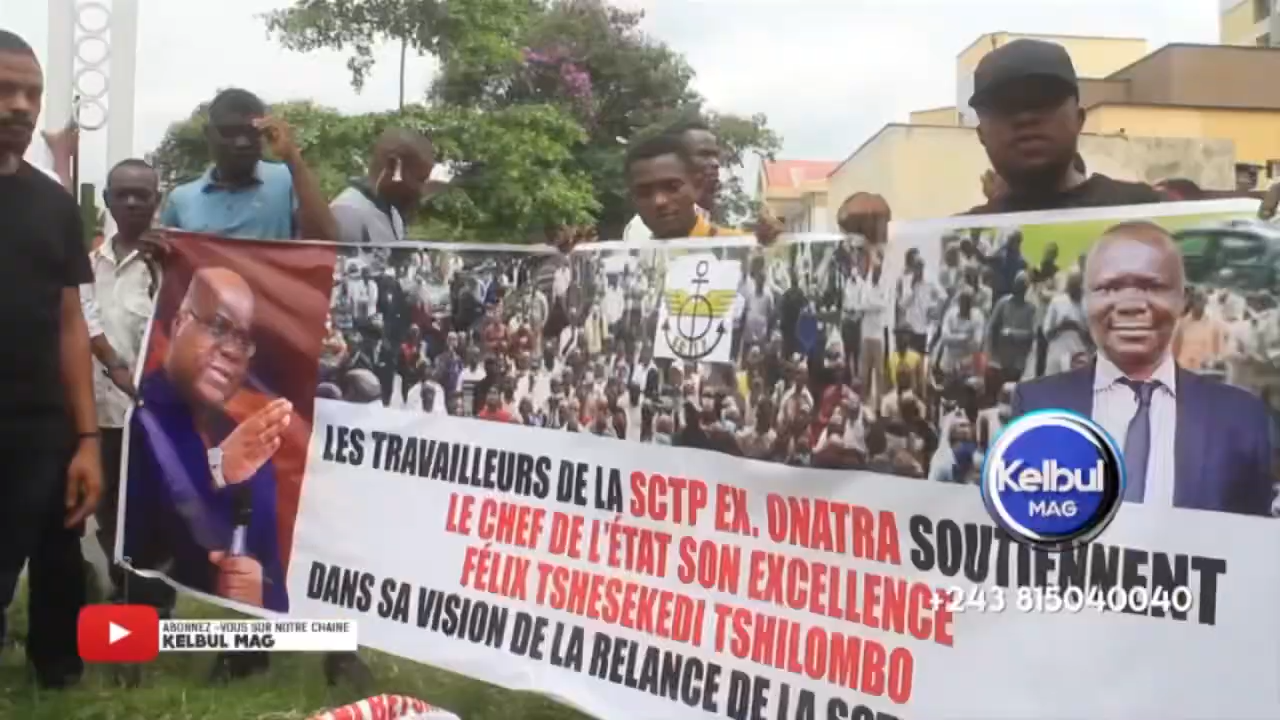 LES TRAVAILLEURS DE LA SCTP EX. ONATRA SOUTIENNENT
LE CHEF DE L'ÉTAT SON EXCELLENCE
FÉLIX TSHESEKEDI TSHILOMBO
DANS SA VISION DE LA RELANCE DE LA
Kelbul
MAG
+243 815040040
ABONNEZ -VOUS SUR NOTRE CHAINE
KELBUL MAG